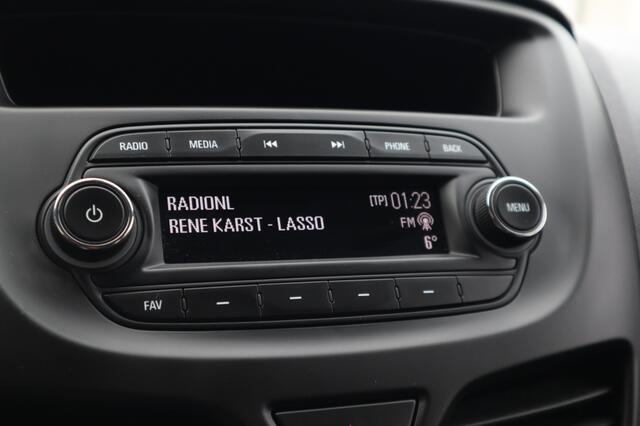 RADIO MEDIA PHONE BACK
RADIONL [TP] 01:23
RENE KARST - LASSO FM
6°
MENU
FAV